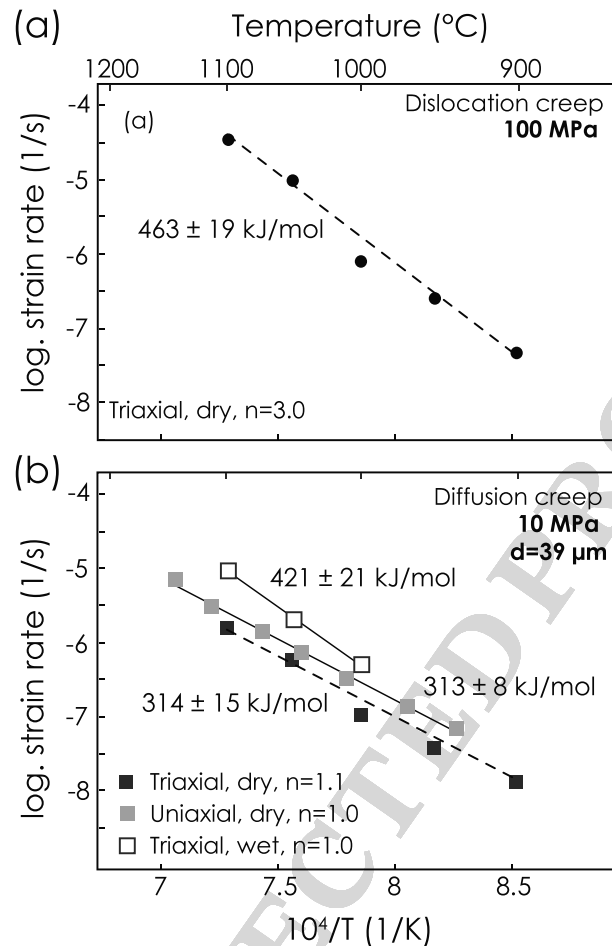 (a)
Temperature (°C)
1200 1100 1000 900
Dislocation creep
100 MPa
(a)
-4
-5
-6
-7
-8
log. strain rate (1/s)
463 ± 19 kJ/mol
Triaxial, dry, n=3.0
(b)
Diffusion creep
10 MPa
d=39 µm
-4
-5
-6
-7
-8
log. strain rate (1/s)
421 ± 21 kJ/mol
313 ± 8 kJ/mol
314 ± 15 kJ/mol
Triaxial, dry, n=1.1
Uniaxial, dry, n=1.0
Triaxial, wet, n=1.0
7 7.5 8 8.5
10⁴/T (1/K)
ECTED PRO